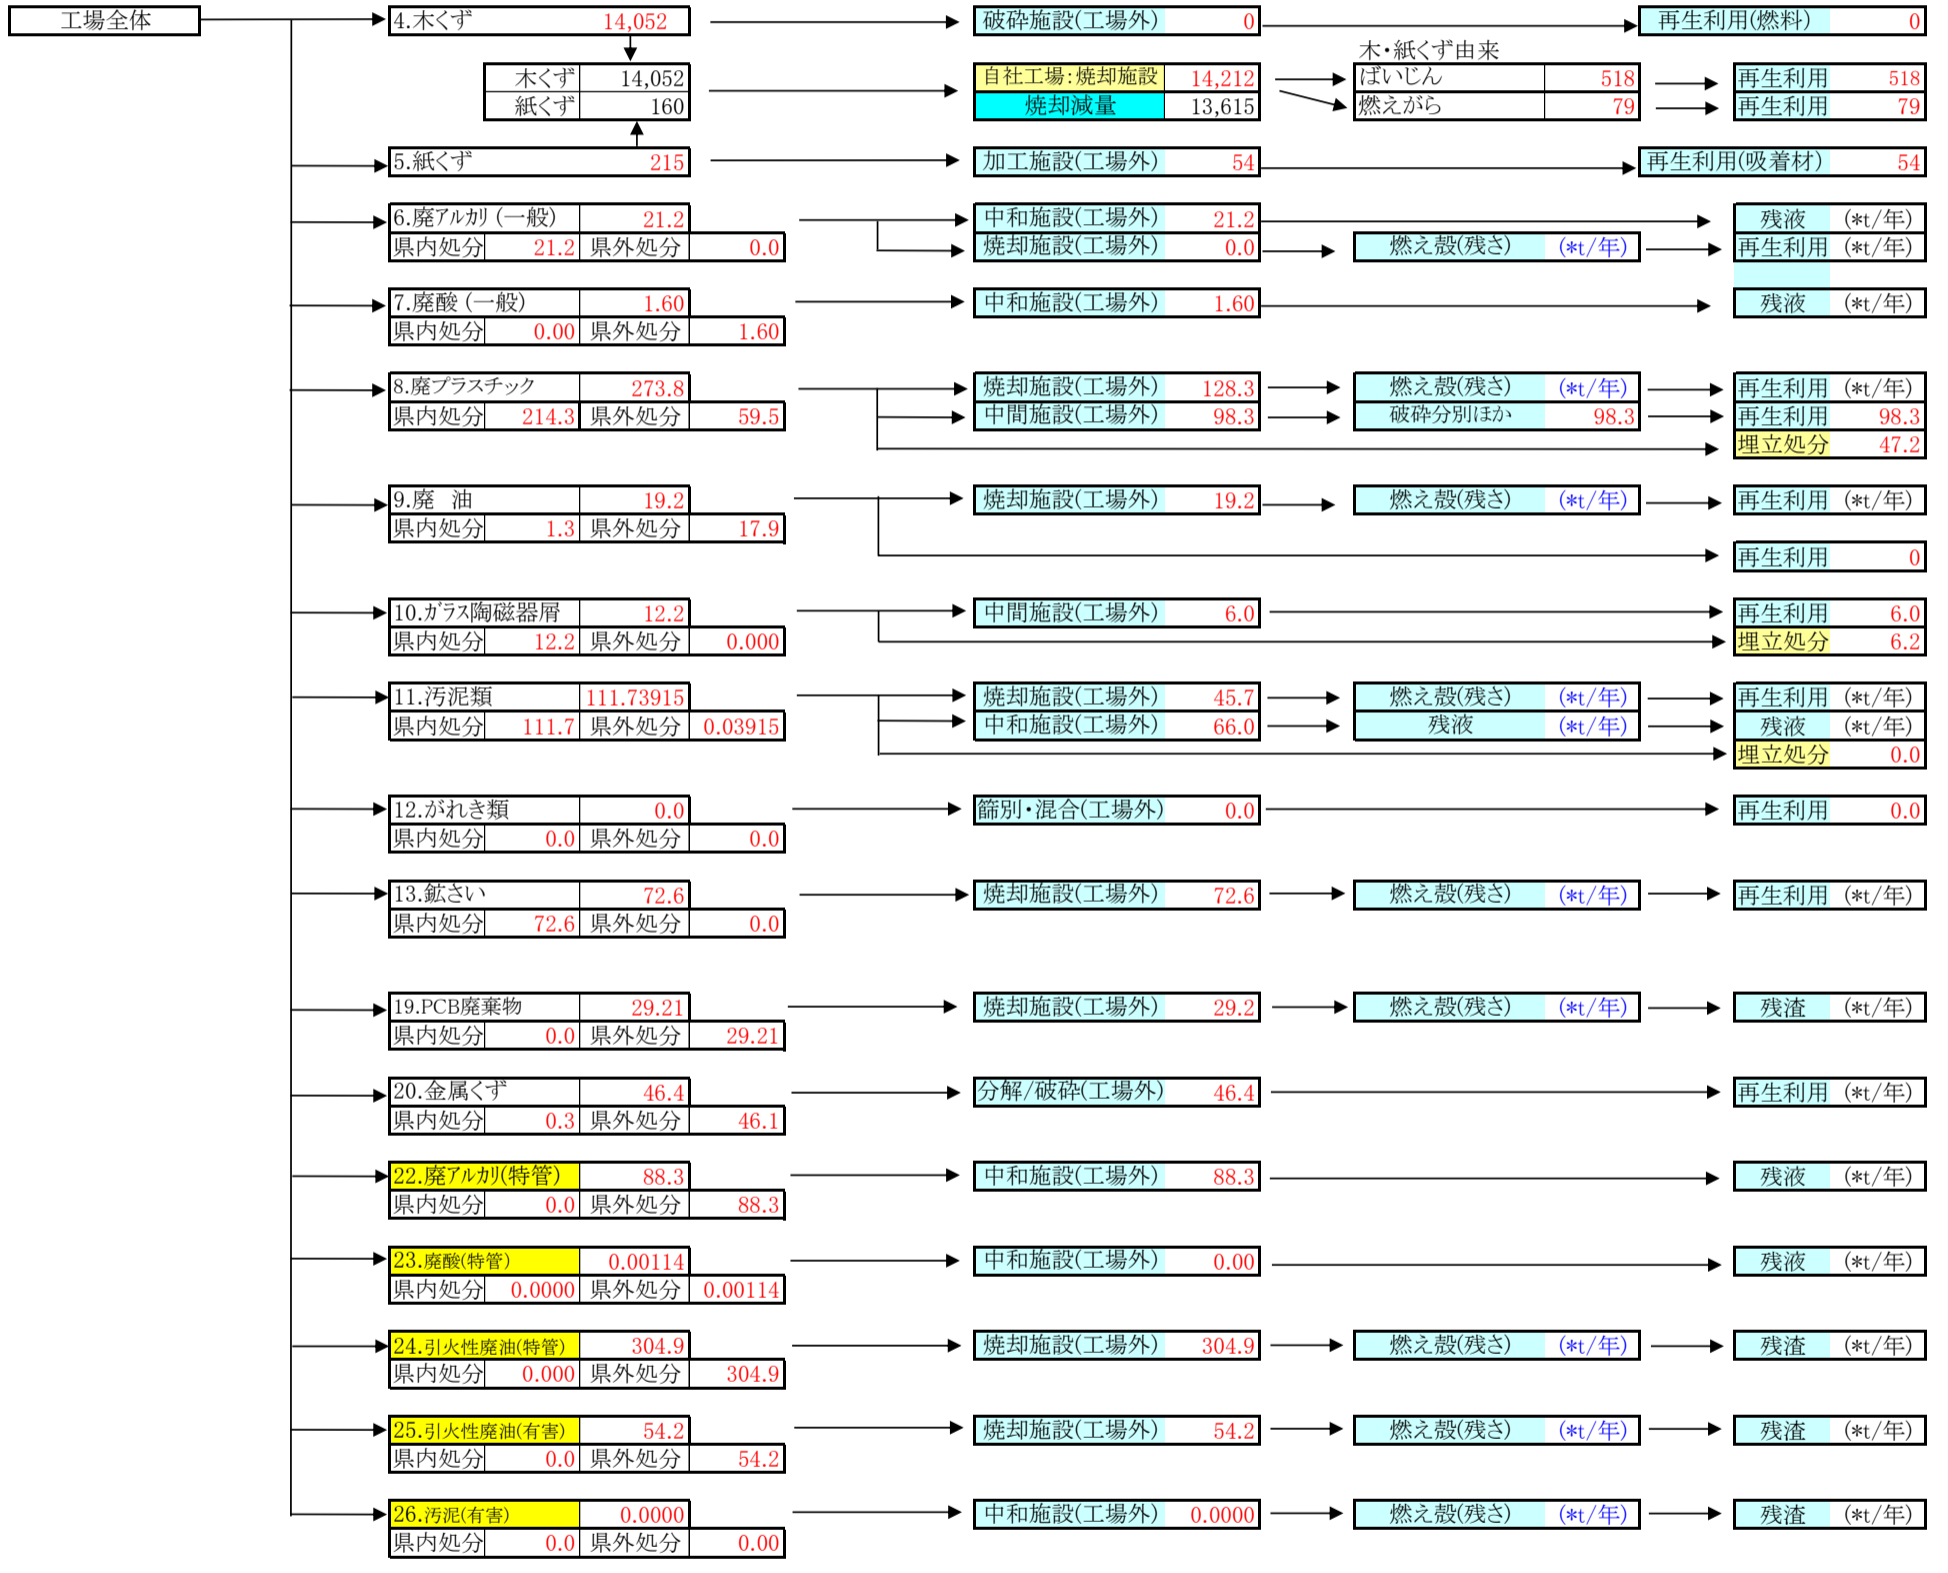 工場全体 4.木くず 14,052 破砕施設(工場外) 0 再生利用(燃料) 0
木・紙くず由来
木くず 14,052 自社工場:焼却施設 14,212 ばいじん 518 再生利用 518
紙くず 160 焼却減量 13,615 燃えがら 79 再生利用 79
5.紙くず 215 加工施設(工場外) 54 再生利用(吸着材) 54
6.廃アルカリ(一般) 21.2 中和施設(工場外) 21.2 残液 (*t/年)
県内処分 21.2 県外処分 0.0 焼却施設(工場外) 0.0 燃え殻(残さ) (*t/年) 再生利用 (*t/年)
7.廃酸(一般) 1.60 中和施設(工場外) 1.60 残液 (*t/年)
県内処分 0.00 県外処分 1.60
8.廃プラスチック 273.8 焼却施設(工場外) 128.3 燃え殻(残さ) (*t/年) 再生利用 (*t/年)
県内処分 214.3 県外処分 59.5 中間施設(工場外) 98.3 破砕分別ほか 98.3 再生利用 98.3
埋立処分 47.2
9.廃 油 19.2 焼却施設(工場外) 19.2 燃え殻(残さ) (*t/年) 再生利用 (*t/年)
県内処分 1.3 県外処分 17.9
再生利用 0
10.ガラス陶磁器屑 12.2 中間施設(工場外) 6.0 再生利用 6.0
県内処分 12.2 県外処分 0.000 埋立処分 6.2
11.汚泥類 111.73915 焼却施設(工場外) 45.7 燃え殻(残さ) (*t/年) 再生利用 (*t/年)
県内処分 111.7 県外処分 0.03915 中和施設(工場外) 66.0 残液 (*t/年) 残液 (*t/年)
埋立処分 0.0
12.がれき類 0.0 篩別・混合(工場外) 0.0 再生利用 0.0
県内処分 0.0 県外処分 0.0
13.鉱さい 72.6 焼却施設(工場外) 72.6 燃え殻(残さ) (*t/年) 再生利用 (*t/年)
県内処分 72.6 県外処分 0.0
19.PCB廃棄物 29.21 焼却施設(工場外) 29.2 燃え殻(残さ) (*t/年) 残渣 (*t/年)
県内処分 0.0 県外処分 29.21
20.金属くず 46.4 分解/破砕(工場外) 46.4 再生利用 (*t/年)
県内処分 0.3 県外処分 46.1
22.廃アルカリ(特管) 88.3 中和施設(工場外) 88.3 残液 (*t/年)
県内処分 0.0 県外処分 88.3
23.廃酸(特管) 0.00114 中和施設(工場外) 0.00 残液 (*t/年)
県内処分 0.0000 県外処分 0.00114
24.引火性廃油(特管) 304.9 焼却施設(工場外) 304.9 燃え殻(残さ) (*t/年) 残渣 (*t/年)
県内処分 0.000 県外処分 304.9
25.引火性廃油(有害) 54.2 焼却施設(工場外) 54.2 燃え殻(残さ) (*t/年) 残渣 (*t/年)
県内処分 0.0 県外処分 54.2
26.汚泥(有害) 0.0000 中和施設(工場外) 0.0000 燃え殻(残さ) (*t/年) 残渣 (*t/年)
県内処分 0.0 県外処分 0.00